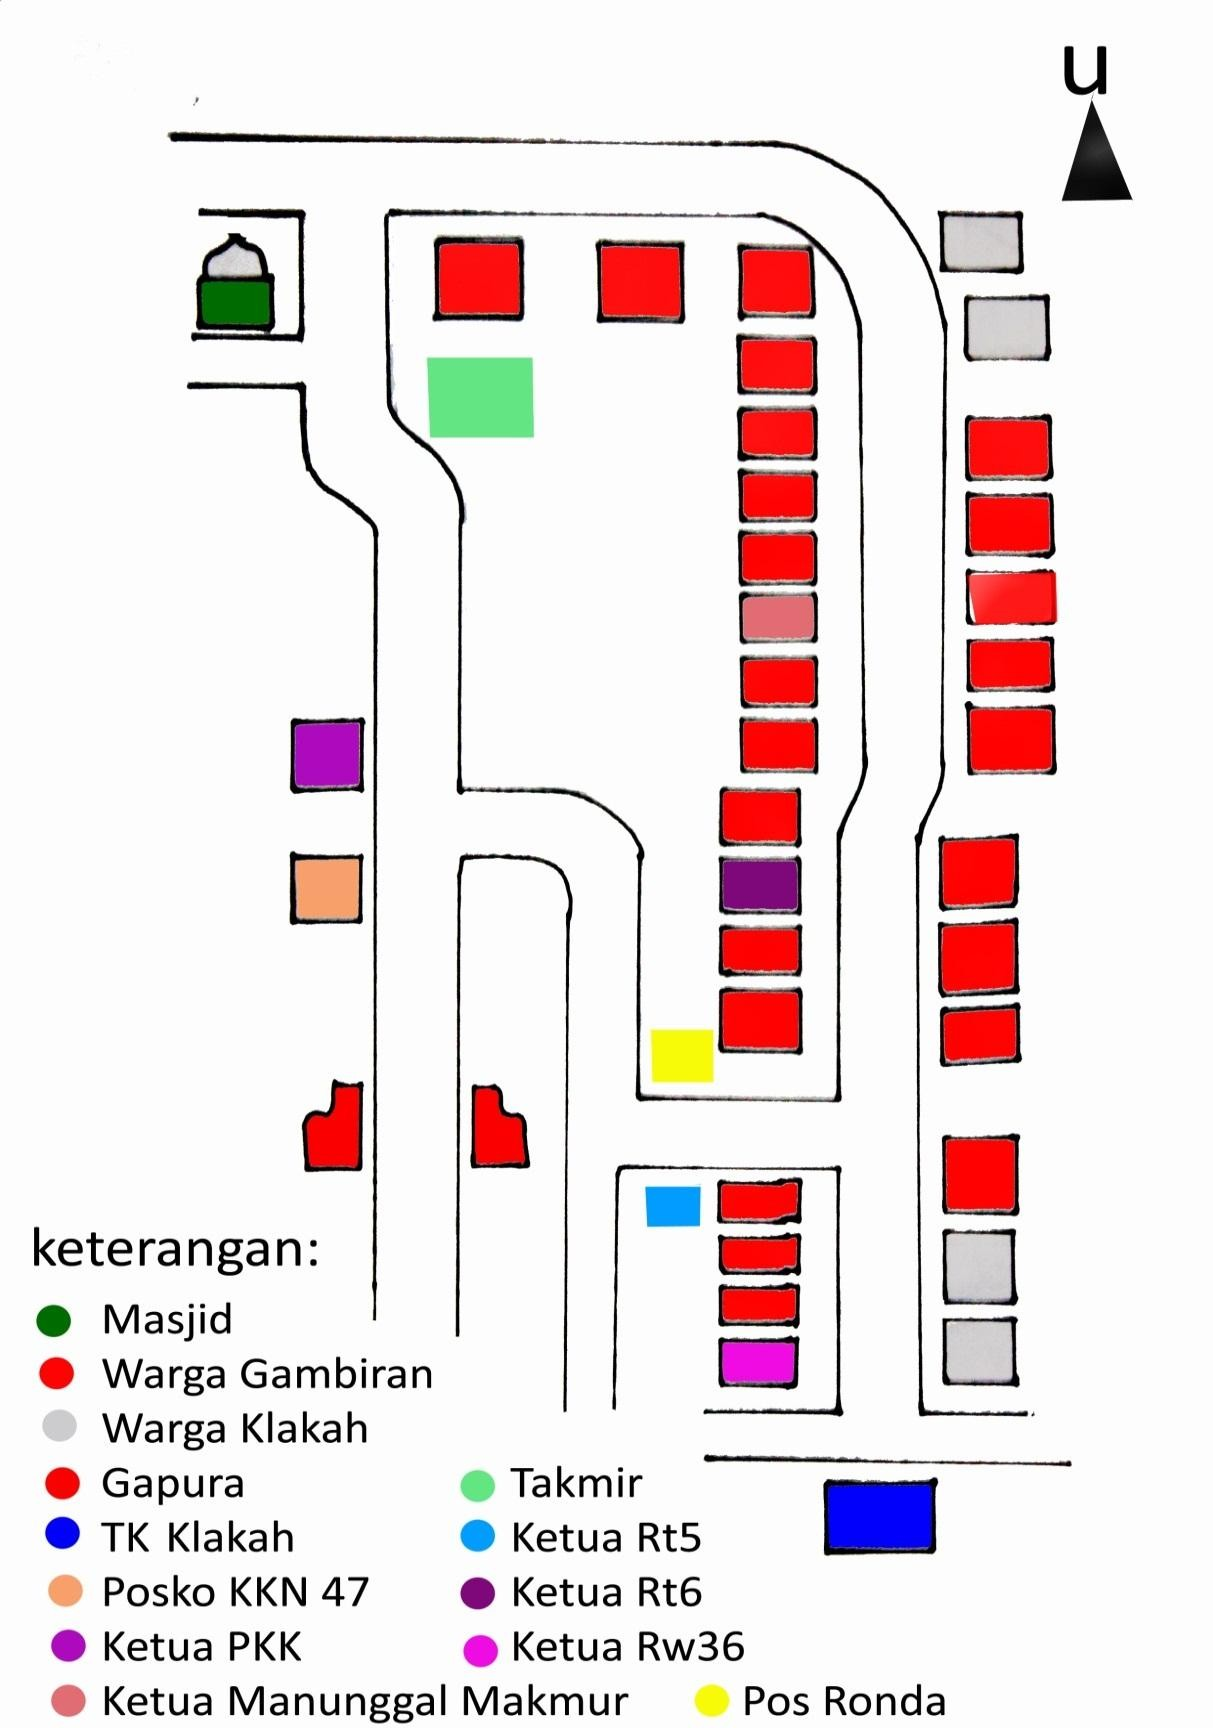 u
keterangan:
Masjid
Warga Gambiran
Warga Klakah
Gapura
TK Klakah
Posko KKN 47
Ketua PKK
Ketua Manunggal Makmur
Takmir
Ketua Rt5
Ketua Rt6
Ketua Rw36
Pos Ronda